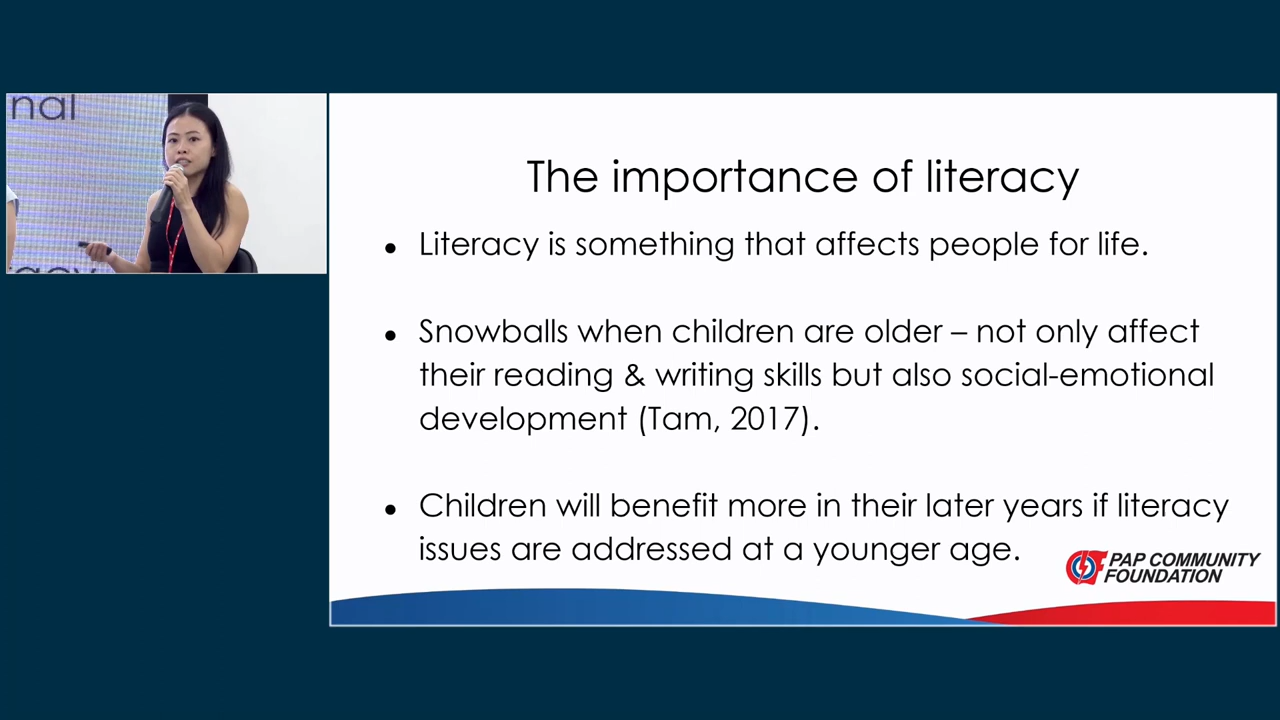 nal
The importance of literacy
● Literacy is something that affects people for life.
● Snowballs when children are older – not only affect
their reading & writing skills but also social-emotional
development (Tam, 2017).
● Children will benefit more in their later years if literacy
issues are addressed at a younger age.
PAP COMMUNITY
FOUNDATION